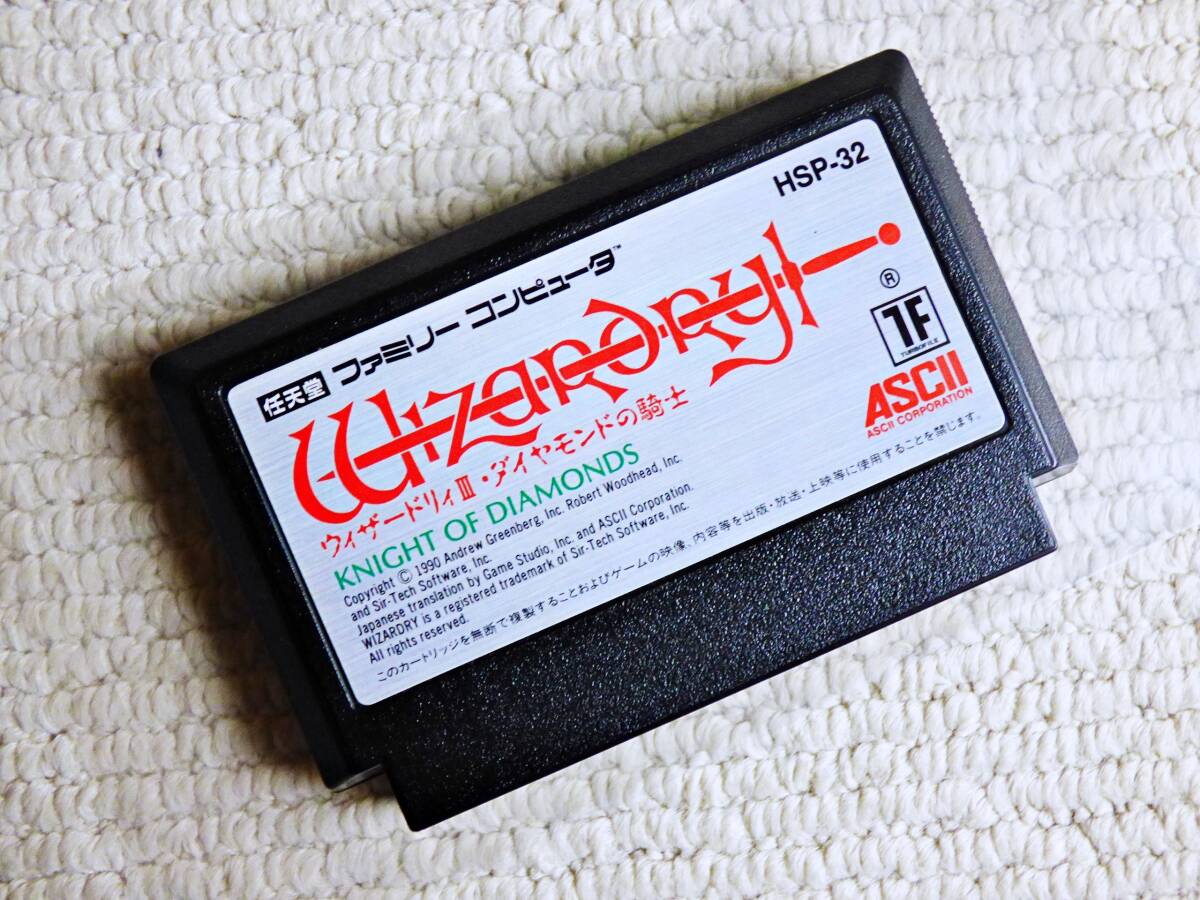 HSP-32
任天堂 ファミリー コンピュータ™
Wizardry
®
ウィザードリィⅢ・ダイヤモンドの騎士
KNIGHT OF DIAMONDS
TF
TURBOFILE
ASCII
ASCII CORPORATION
Copyright © 1990 Andrew Greenberg, Inc. Robert Woodhead, Inc.
and Sir-Tech Software, Inc.
Japanese translation by Game Studio, Inc. and ASCII Corporation.
WIZARDRY is a registered trademark of Sir-Tech Software, Inc.
All rights reserved.
このカートリッジを無断で複製することおよびゲームの映像、内容等を出版・放送・上映等に使用することを禁じます。